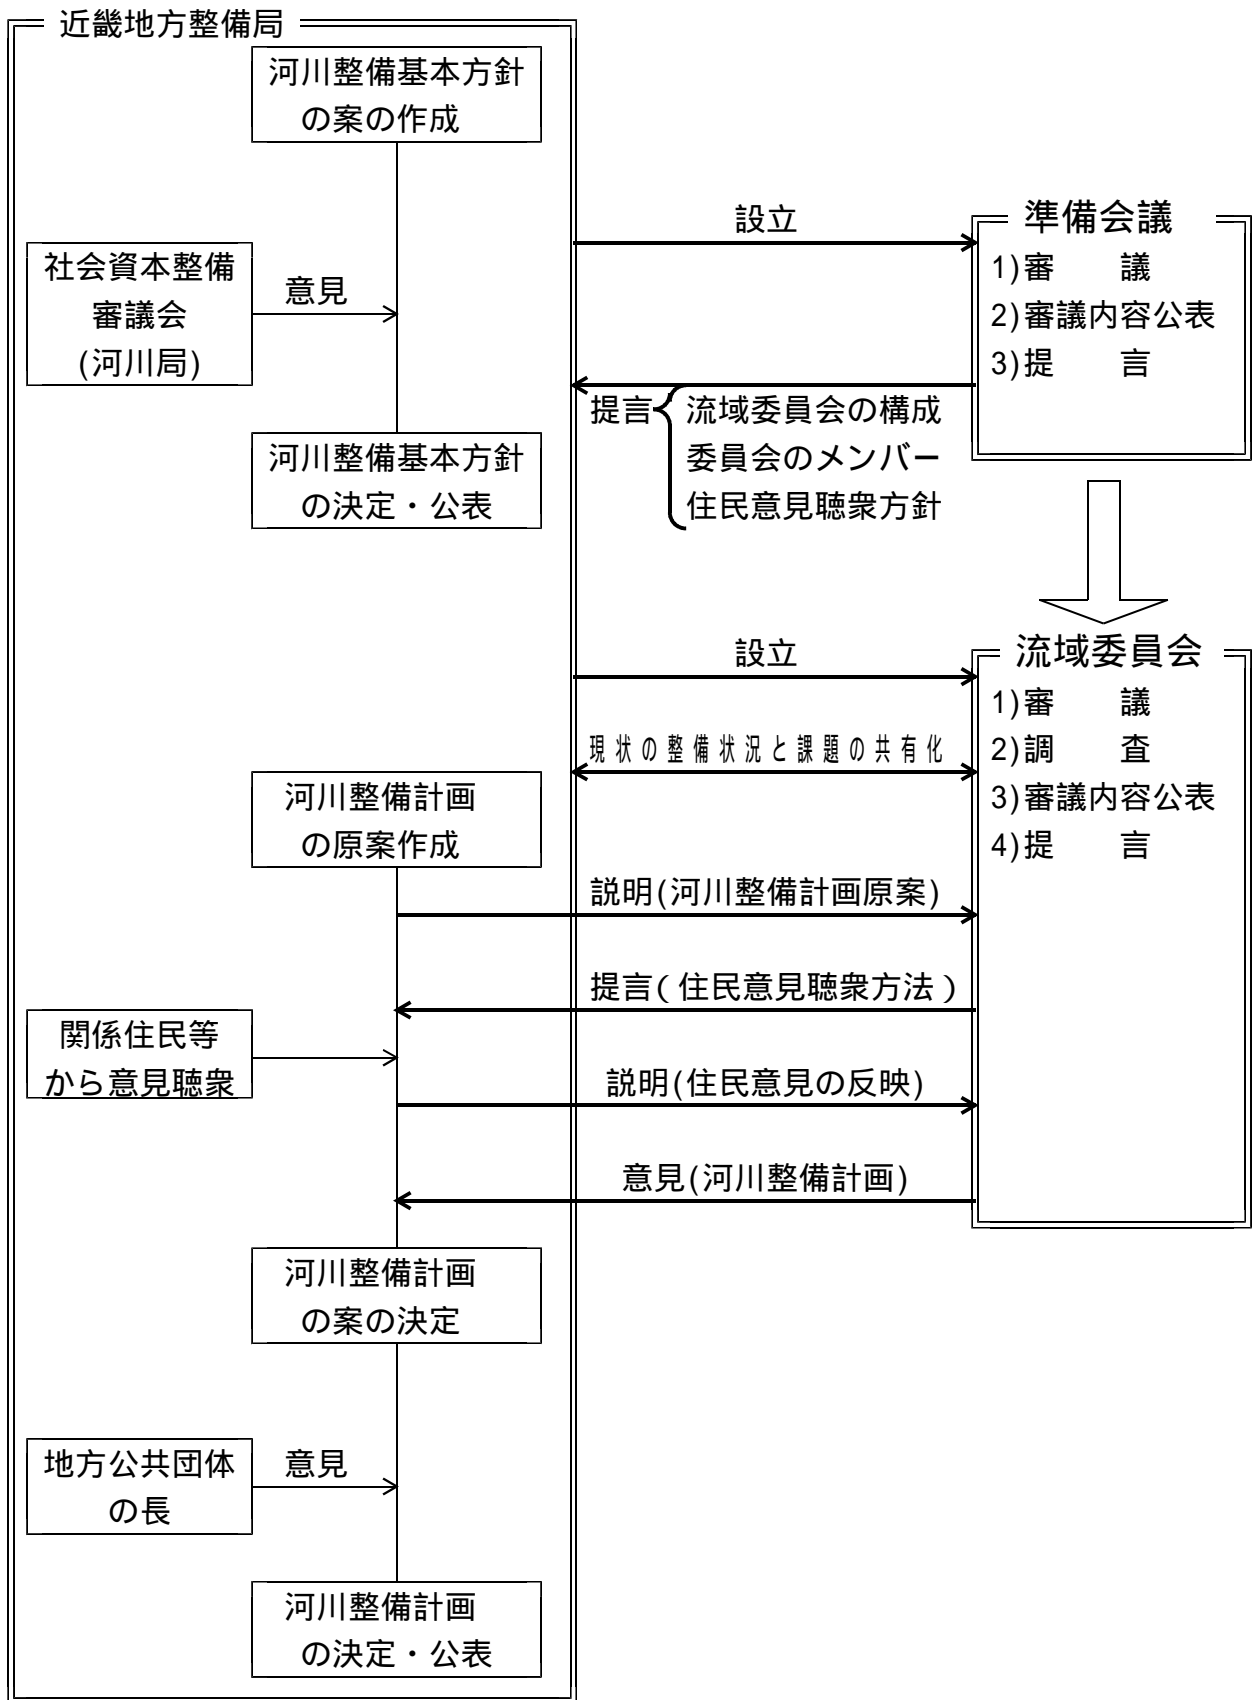 近畿地方整備局
河川整備基本方針
の案の作成
設立
準備会議
1)審　　議
2)審議内容公表
3)提　　言
社会資本整備
審議会
(河川局)
意見
提言
流域委員会の構成
委員会のメンバー
住民意見聴衆方針
河川整備基本方針
の決定・公表
設立
流域委員会
1)審　　議
2)調　　査
3)審議内容公表
4)提　　言
現状の整備状況と課題の共有化
河川整備計画
の原案作成
説明(河川整備計画原案)
提言(住民意見聴衆方法)
関係住民等
から意見聴衆
説明(住民意見の反映)
意見(河川整備計画)
河川整備計画
の案の決定
地方公共団体
の長
意見
河川整備計画
の決定・公表